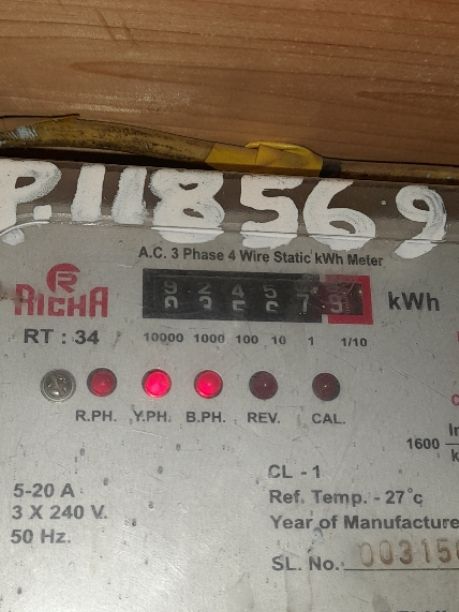 P.118569
A.C. 3 Phase 4 Wire Static kWh Meter
RICHA
kWh
RT : 34
10000 1000 100 10 1 1/10
R.PH. Y.PH. B.PH. REV. CAL.
1600
CL - 1
5-20 A
Ref. Temp. - 27°c
3 X 240 V.
Year of Manufacture
50 Hz.
SL. No. 00315